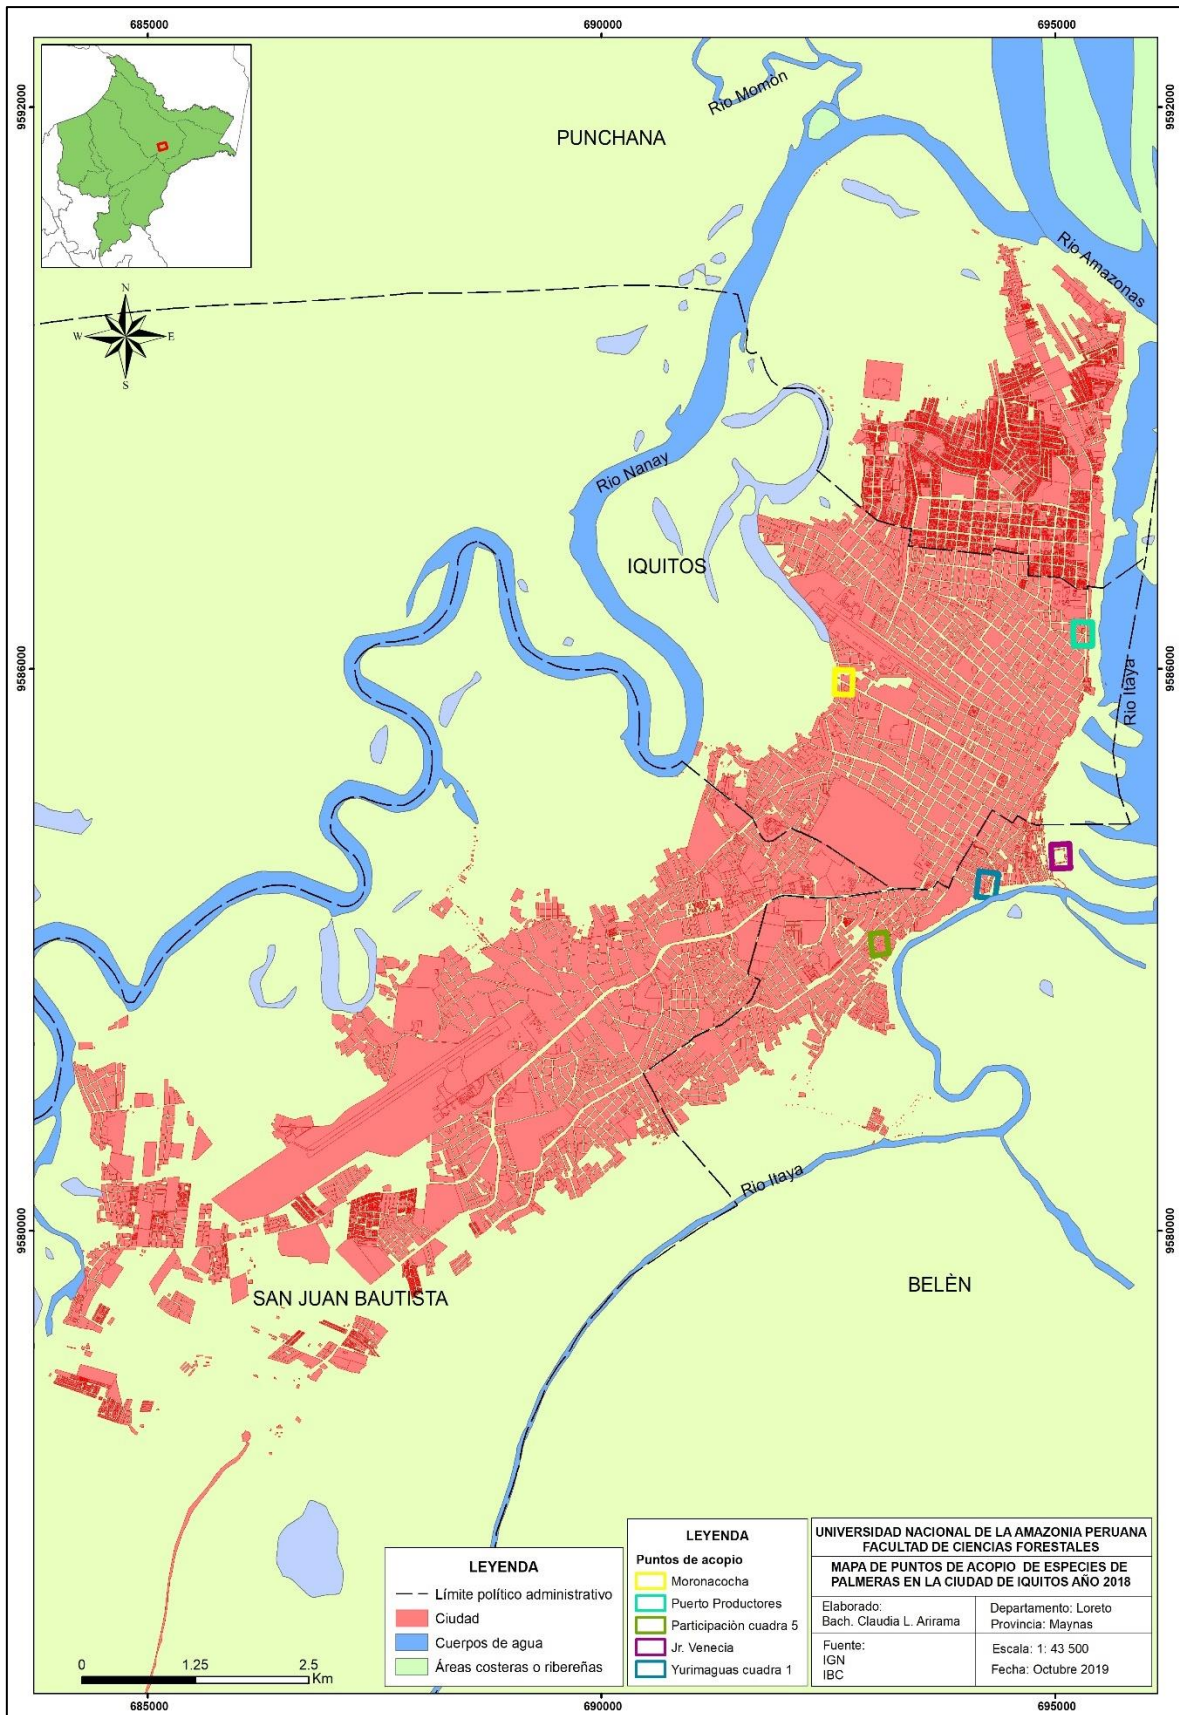 685000
690000
695000
9592000
9592000
Rio Momòn
PUNCHANA
Rio Amazonas
N
W
E
S
Rio Nanay
IQUITOS
9586000
9586000
Rio Itaya
Rio Itaya
9580000
9580000
BELÈN
SAN JUAN BAUTISTA
LEYENDA
Límite político administrativo
Ciudad
Cuerpos de agua
Áreas costeras o ribereñas
LEYENDA
Puntos de acopio
Moronacocha
Puerto Productores
Participaciòn cuadra 5
Jr. Venecia
Yurimaguas cuadra 1
UNIVERSIDAD NACIONAL DE LA AMAZONIA PERUANA
FACULTAD DE CIENCIAS FORESTALES
MAPA DE PUNTOS DE ACOPIO DE ESPECIES DE
PALMERAS EN LA CIUDAD DE IQUITOS AÑO 2018
Elaborado:
Bach. Claudia L. Arirama
Departamento: Loreto
Provincia: Maynas
Fuente:
IGN
IBC
Escala: 1: 43 500
Fecha: Octubre 2019
0 1.25 2.5
Km
685000
690000
695000